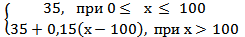 35, при 0 ≤ x ≤ 100
35 + 0,15(x − 100), при x > 100